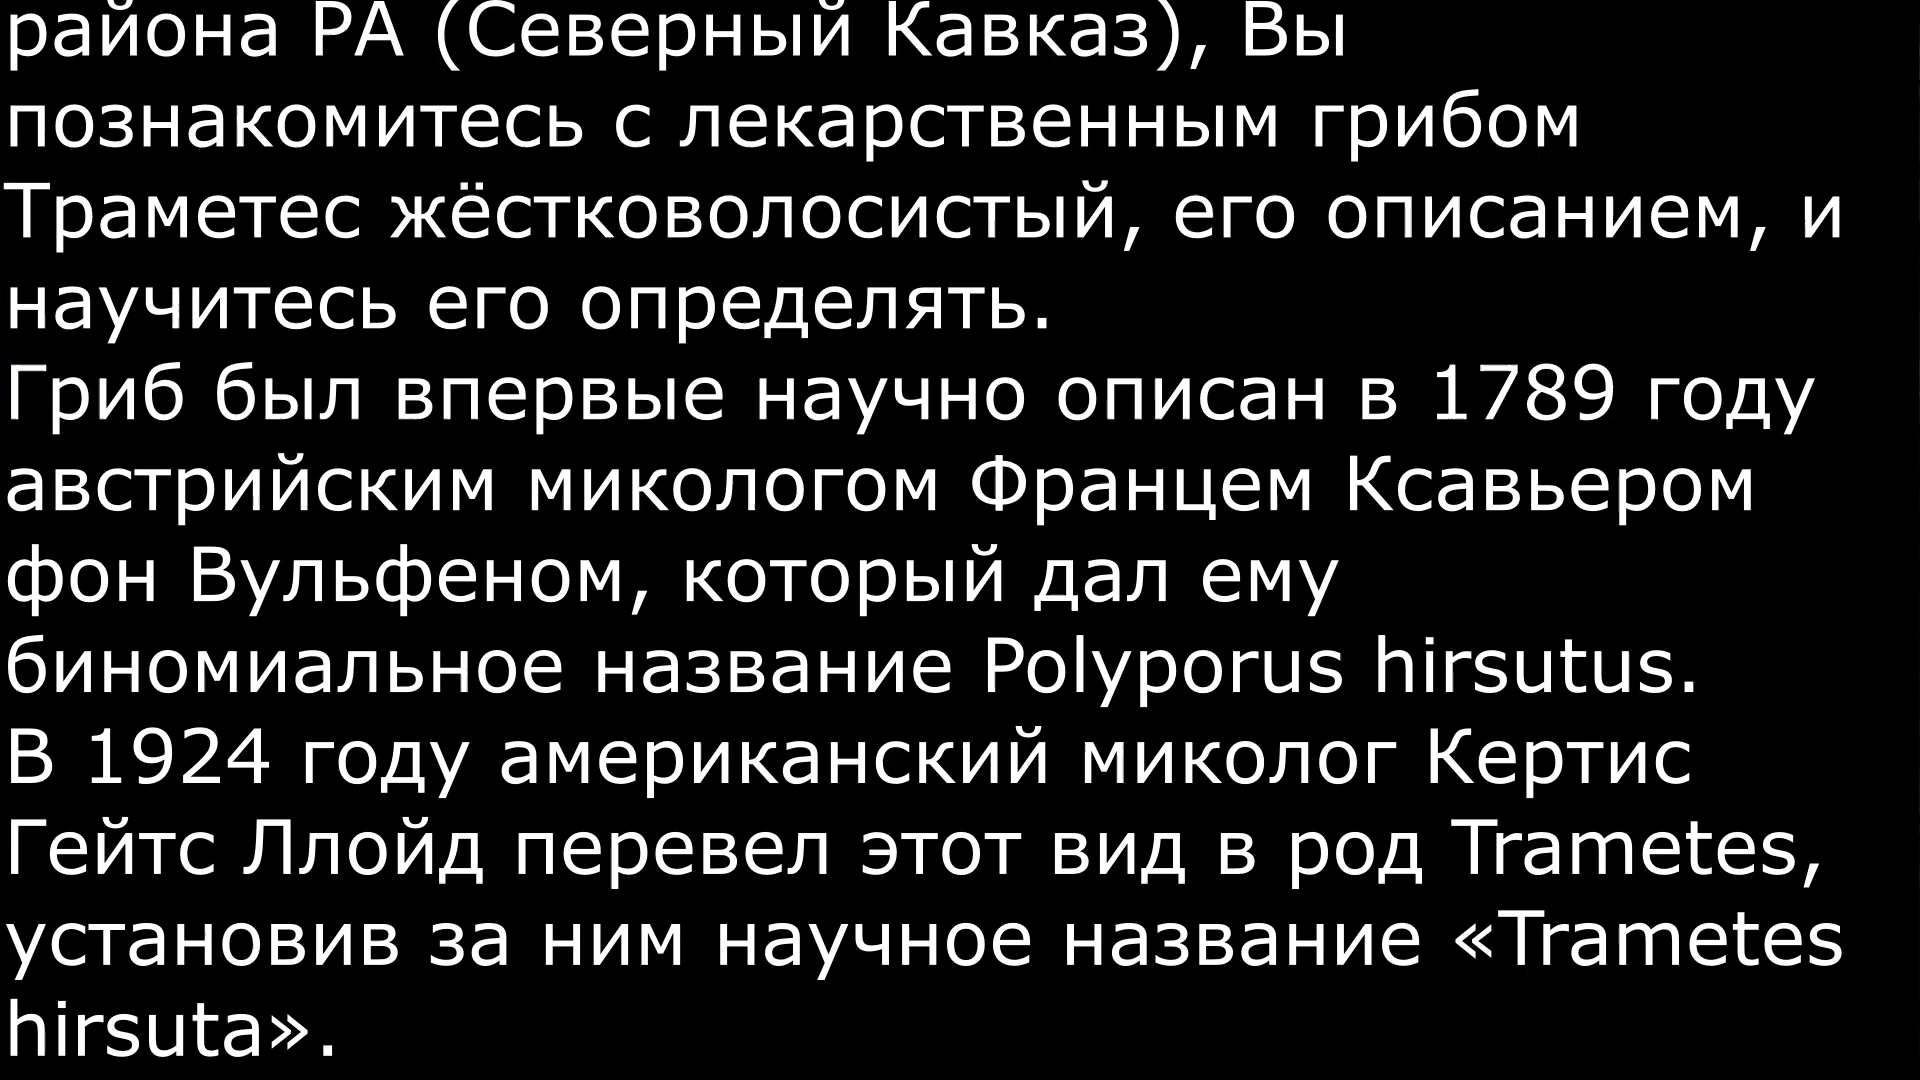 района РА (Северный Кавказ), Вы
познакомитесь с лекарственным грибом
Траметес жёстковолосистый, его описанием, и
научитесь его определять.
Гриб был впервые научно описан в 1789 году
австрийским микологом Францем Ксавьером
фон Вульфеном, который дал ему
биномиальное название Polyporus hirsutus.
В 1924 году американский миколог Кертис
Гейтс Ллойд перевел этот вид в род Trametes,
установив за ним научное название «Trametes
hirsuta».